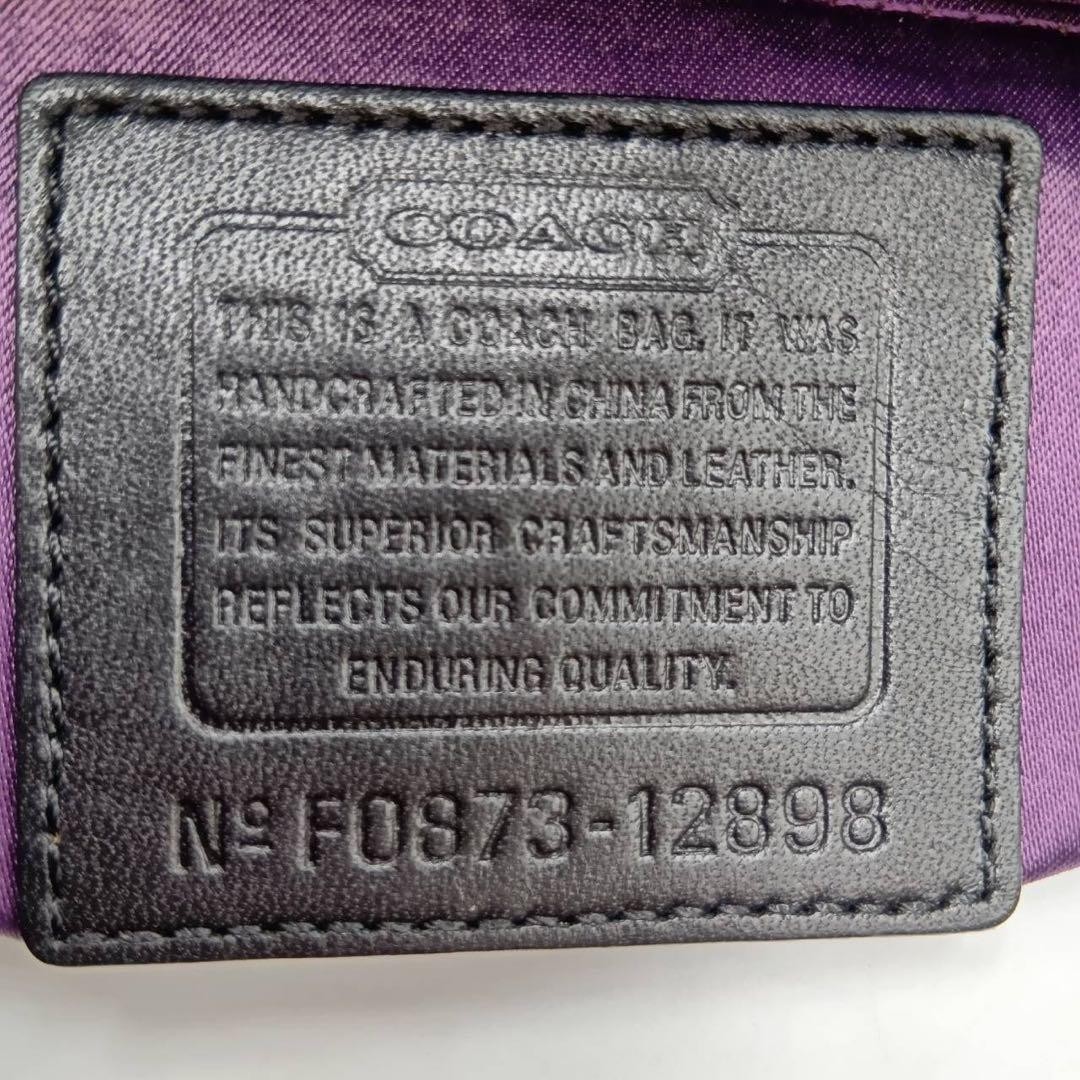 COACH
THIS IS A COACH BAG. IT WAS
HANDCRAFTED IN CHINA FROM THE
FINEST MATERIALS AND LEATHER.
ITS SUPERIOR CRAFTSMANSHIP
REFLECTS OUR COMMITMENT TO
ENDURING QUALITY.
Nº F0873-12898